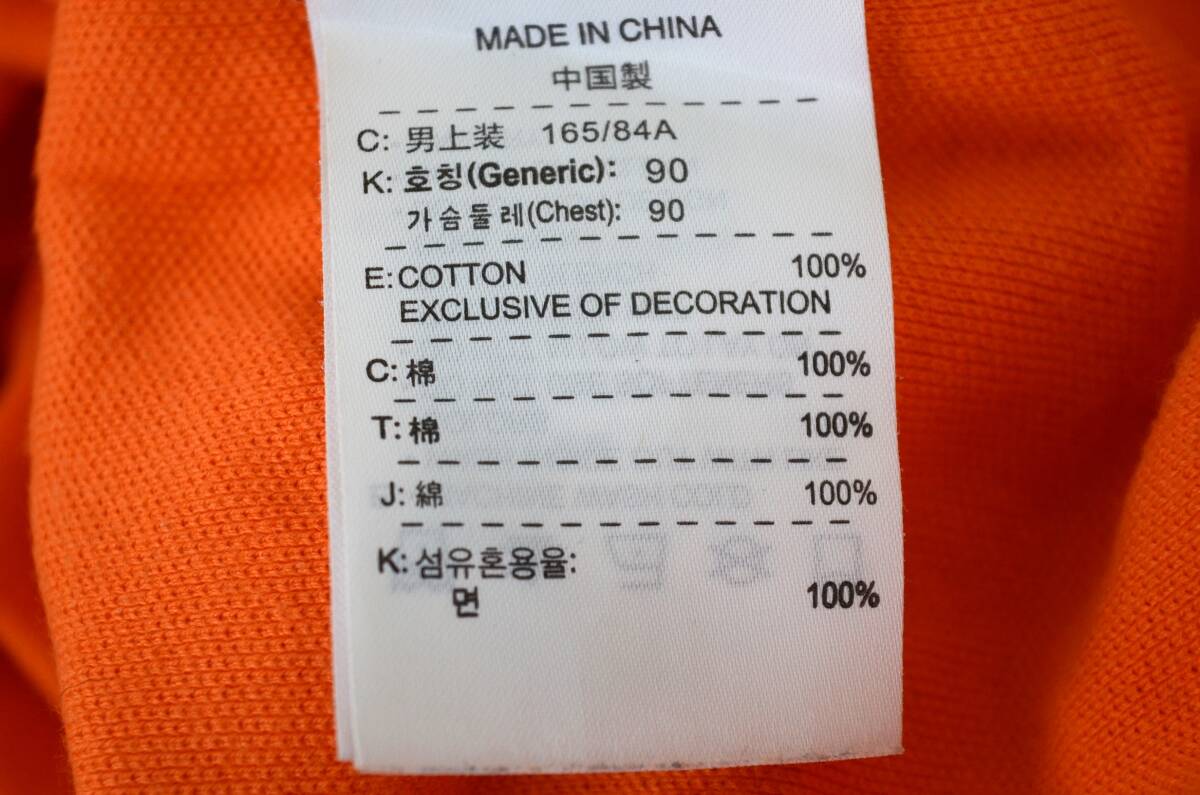 MADE IN CHINA
中国製
C: 男上装 165/84A
K: 호칭(Generic): 90
가슴둘레(Chest): 90
E: COTTON 100%
EXCLUSIVE OF DECORATION
C: 棉 100%
T: 棉 100%
J: 綿 100%
K: 섬유혼용율:
면 100%